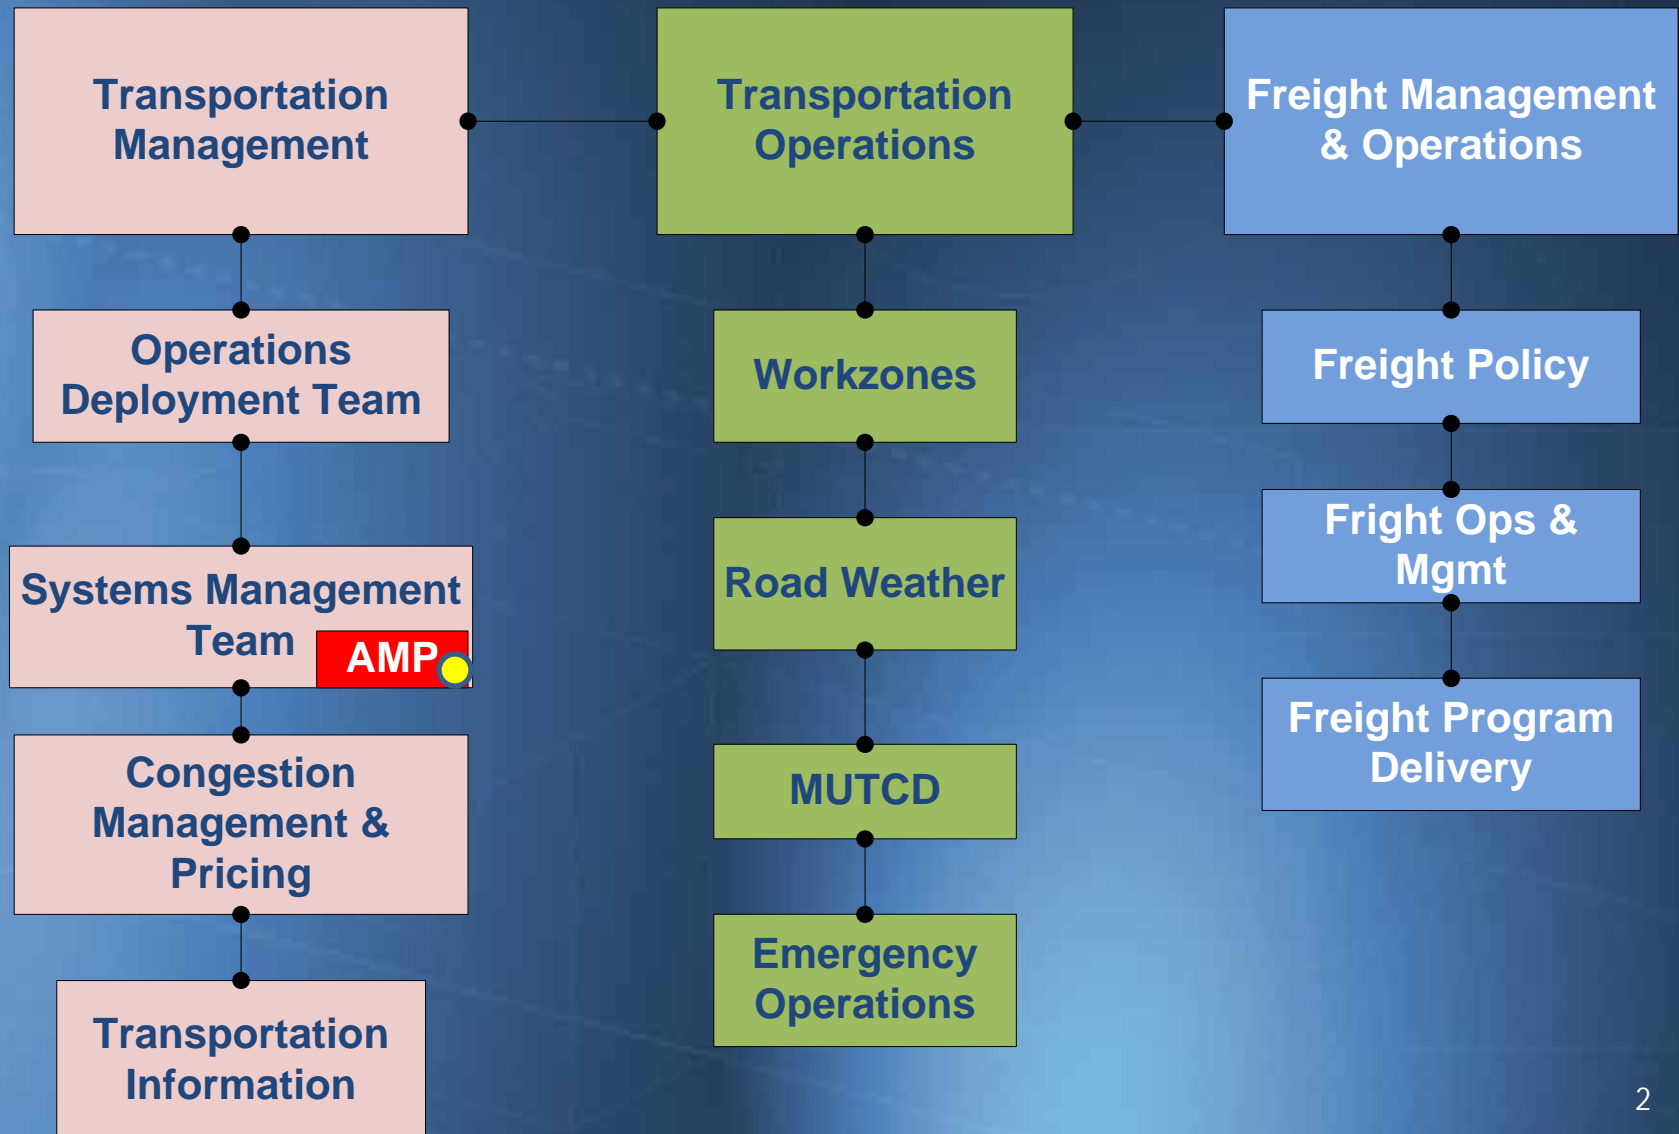 Transportation
Management
Transportation
Operations
Freight Management
& Operations
Operations
Deployment Team
Systems Management
Team
AMP
Congestion
Management &
Pricing
Transportation
Information
Workzones
Road Weather
MUTCD
Emergency
Operations
Freight Policy
Fright Ops &
Mgmt
Freight Program
Delivery
2